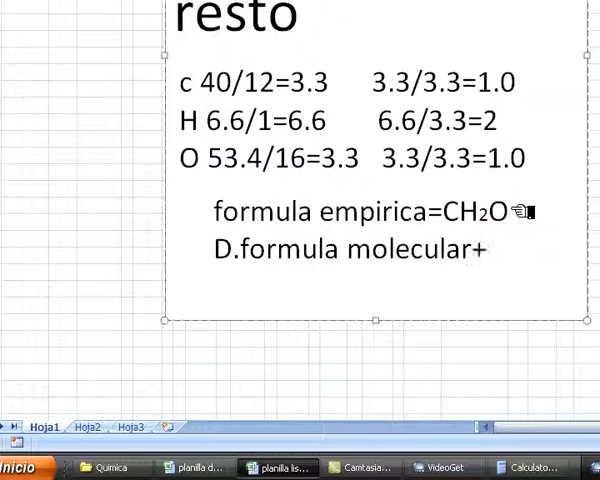 resto
c 40/12=3.3 3.3/3.3=1.0
H 6.6/1=6.6 6.6/3.3=2
O 53.4/16=3.3 3.3/3.3=1.0
formula empirica=CH₂O
D.formula molecular+
Hoja1 Hoja2 Hoja3
Inicio Quimica planilla d... planilla lis... Camtasia... VideoGet Calculato...